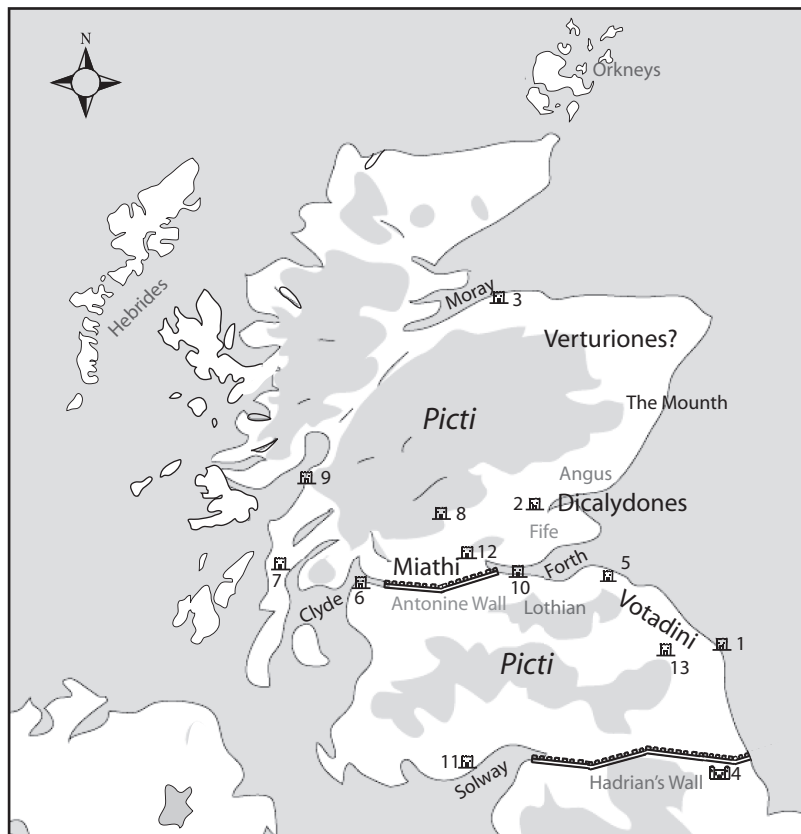 N
Orkneys
Hebrides
Moray
3
Verturiones?
The Mounth
Picti
9
Angus
2
Dicalydones
8
Fife
12
Forth
Miathi
5
7
6
10
Clyde
Antonine Wall
Lothian
Votadini
1
13
Picti
11
Solway
Hadrian's Wall
4